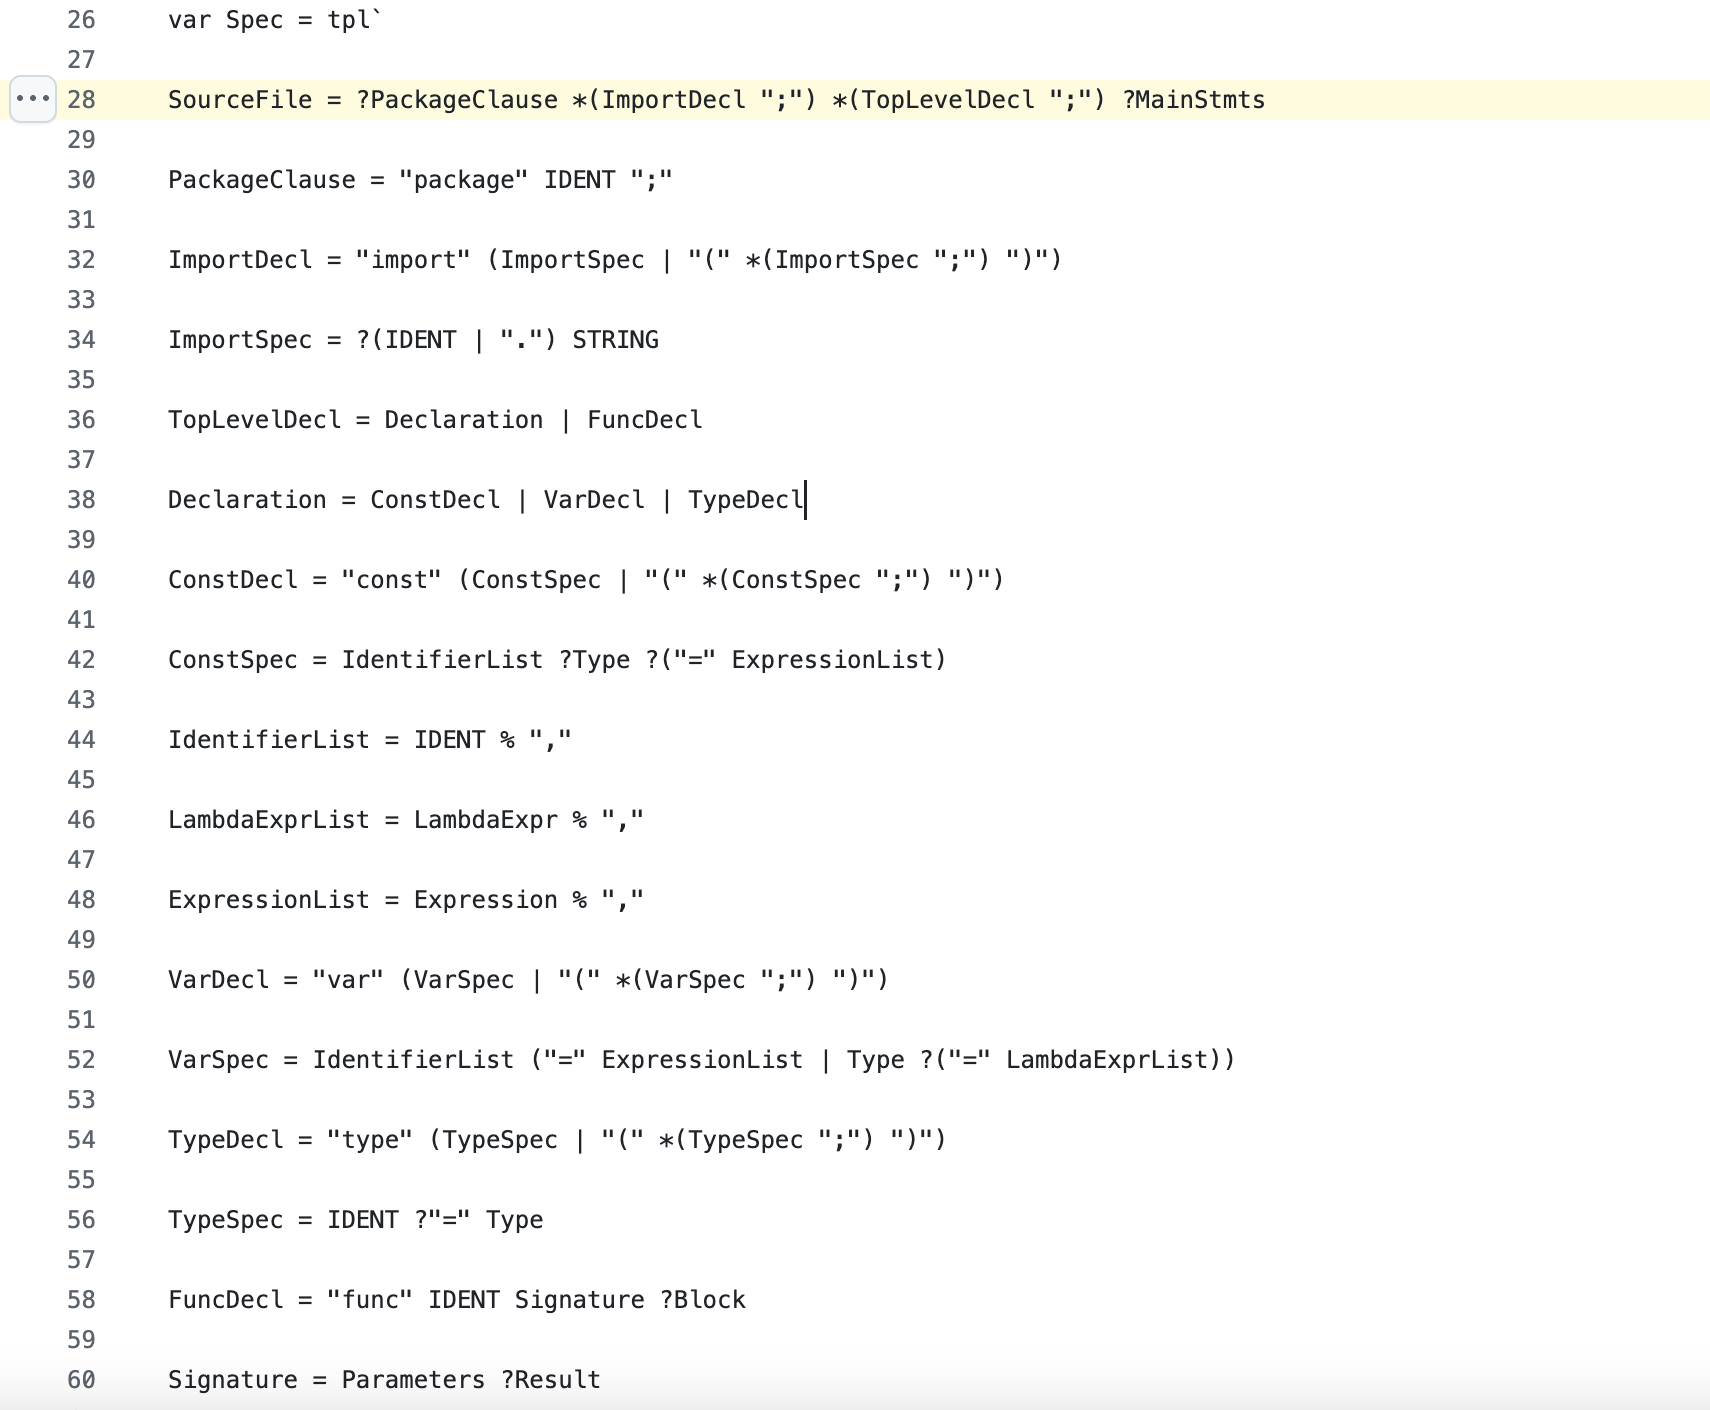 26 var Spec = tpl`
27
28 SourceFile = ?PackageClause *(ImportDecl ";") *(TopLevelDecl ";") ?MainStmts
29
30 PackageClause = "package" IDENT ";"
31
32 ImportDecl = "import" (ImportSpec | "(" *(ImportSpec ";") ")")
33
34 ImportSpec = ?(IDENT | ".") STRING
35
36 TopLevelDecl = Declaration | FuncDecl
37
38 Declaration = ConstDecl | VarDecl | TypeDecl
39
40 ConstDecl = "const" (ConstSpec | "(" *(ConstSpec ";") ")")
41
42 ConstSpec = IdentifierList ?Type ?("=" ExpressionList)
43
44 IdentifierList = IDENT % ","
45
46 LambdaExprList = LambdaExpr % ","
47
48 ExpressionList = Expression % ","
49
50 VarDecl = "var" (VarSpec | "(" *(VarSpec ";") ")")
51
52 VarSpec = IdentifierList ("=" ExpressionList | Type ?("=" LambdaExprList))
53
54 TypeDecl = "type" (TypeSpec | "(" *(TypeSpec ";") ")")
55
56 TypeSpec = IDENT ?"=" Type
57
58 FuncDecl = "func" IDENT Signature ?Block
59
60 Signature = Parameters ?Result